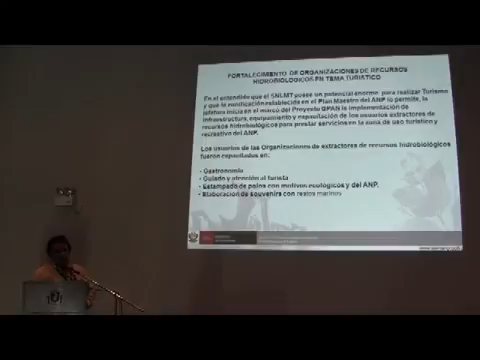 FORTALECIMIENTO DE ORGANIZACIONES DE RECURSOS
HIDROBIOLOGICOS EN TEMA TURISTICO
En el entendido que el SNLMT posee un potencial enorme para realizar Turismo
y que la zonificación establecida en el Plan Maestro del ANP lo permite, la
jefatura inicia en el marco del Proyecto GPAN la implementación de
infraestructura, equipamiento y capacitación de los usuarios extractores de
recursos hidrobiológicos para prestar servicios en la zona de uso turístico y
recreativo del ANP.
Los usuarios de las Organizaciones de extractores de recursos hidrobiológicos
fueron capacitados en:
• Gastronomía
• Guiado y atención al turista
• Estampado de polos con motivos ecológicos y del ANP.
• Elaboración de souvenirs con restos marinos